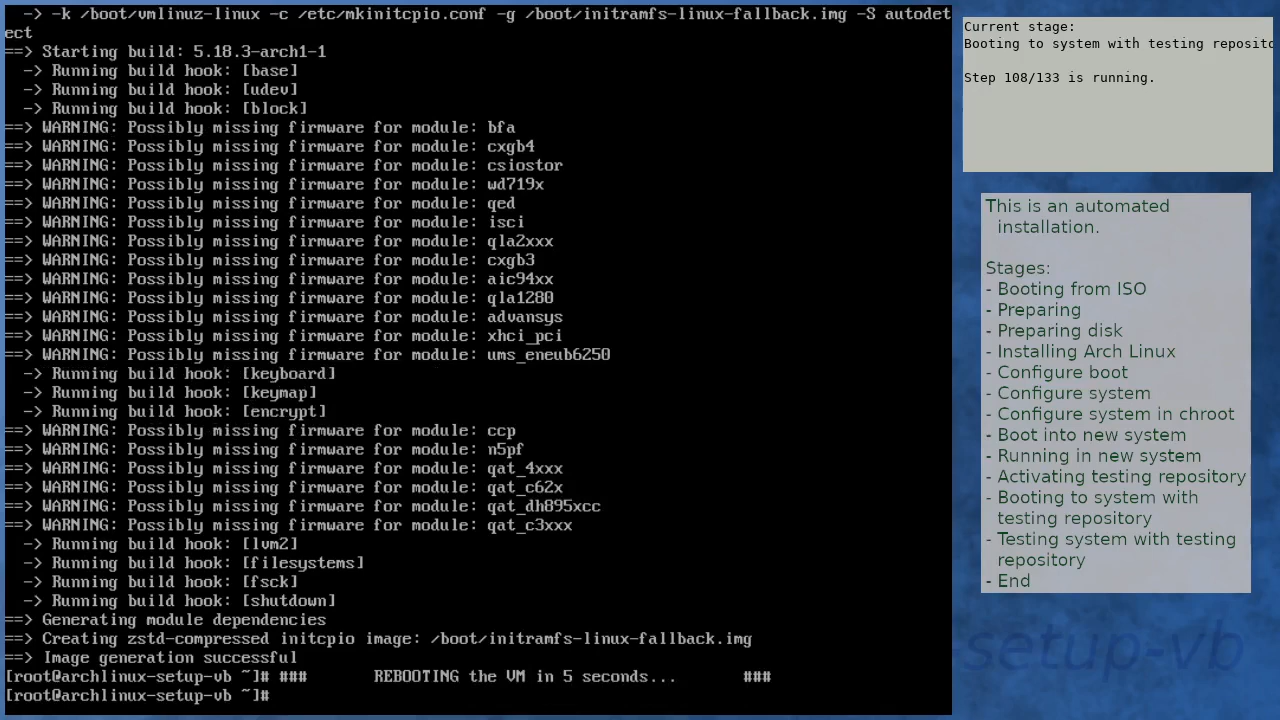 -> -k /boot/vmlinuz-linux -c /etc/mkinitcpio.conf -g /boot/initramfs-linux-fallback.img -S autodet
ect
==> Starting build: 5.18.3-arch1-1
  -> Running build hook: [base]
  -> Running build hook: [udev]
  -> Running build hook: [block]
==> WARNING: Possibly missing firmware for module: bfa
==> WARNING: Possibly missing firmware for module: cxgb4
==> WARNING: Possibly missing firmware for module: csiostor
==> WARNING: Possibly missing firmware for module: wd719x
==> WARNING: Possibly missing firmware for module: qed
==> WARNING: Possibly missing firmware for module: isci
==> WARNING: Possibly missing firmware for module: qla2xxx
==> WARNING: Possibly missing firmware for module: cxgb3
==> WARNING: Possibly missing firmware for module: aic94xx
==> WARNING: Possibly missing firmware for module: qla1280
==> WARNING: Possibly missing firmware for module: advansys
==> WARNING: Possibly missing firmware for module: xhci_pci
==> WARNING: Possibly missing firmware for module: ums_eneub6250
  -> Running build hook: [keyboard]
  -> Running build hook: [keymap]
  -> Running build hook: [encrypt]
==> WARNING: Possibly missing firmware for module: ccp
==> WARNING: Possibly missing firmware for module: n5pf
==> WARNING: Possibly missing firmware for module: qat_4xxx
==> WARNING: Possibly missing firmware for module: qat_c62x
==> WARNING: Possibly missing firmware for module: qat_dh895xcc
==> WARNING: Possibly missing firmware for module: qat_c3xxx
  -> Running build hook: [lvm2]
  -> Running build hook: [filesystems]
  -> Running build hook: [fsck]
  -> Running build hook: [shutdown]
==> Generating module dependencies
==> Creating zstd-compressed initcpio image: /boot/initramfs-linux-fallback.img
==> Image generation successful
[root@archlinux-setup-vb ~]# ###       REBOOTING the VM in 5 seconds...       ###
[root@archlinux-setup-vb ~]#
Current stage:
Booting to system with testing reposito
Step 108/133 is running.
This is an automated
installation.
Stages:
- Booting from ISO
- Preparing
- Preparing disk
- Installing Arch Linux
- Configure boot
- Configure system
- Configure system in chroot
- Boot into new system
- Running in new system
- Activating testing repository
- Booting to system with
testing repository
- Testing system with testing
repository
- End
setup-vb